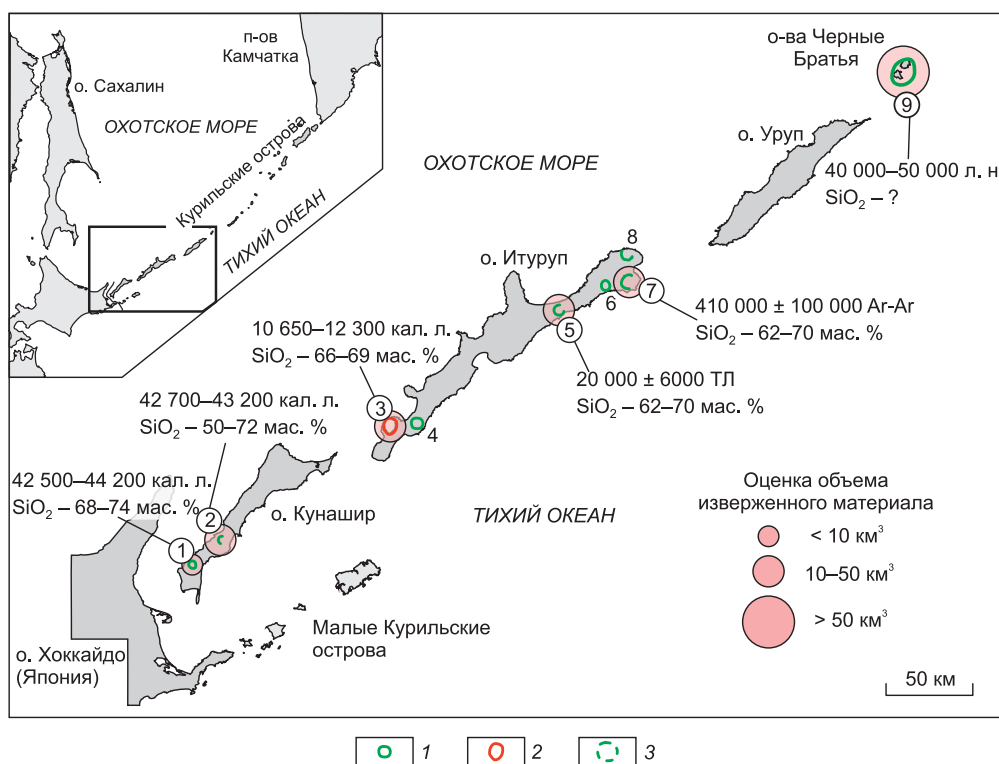 п-ов
Камчатка
о. Сахалин
ОХОТСКОЕ МОРЕ
Курильские острова
ТИХИЙ ОКЕАН
о-ва Черные
Братья
9
о. Уруп
40 000–50 000 л. н
SiO₂ – ?
ОХОТСКОЕ МОРЕ
8
о. Итуруп
6
7
410 000 ± 100 000 Ar-Ar
SiO₂ – 62–70 мас. %
5
20 000 ± 6000 ТЛ
SiO₂ – 62–70 мас. %
10 650–12 300 кал. л.
SiO₂ – 66–69 мас. %
3
4
42 700–43 200 кал. л.
SiO₂ – 50–72 мас. %
2
42 500–44 200 кал. л.
SiO₂ – 68–74 мас. %
1
о. Кунашир
ТИХИЙ ОКЕАН
Малые Курильские
острова
о. Хоккайдо
(Япония)
Оценка объема
изверженного материала
< 10 км³
10–50 км³
> 50 км³
50 км
1
2
3